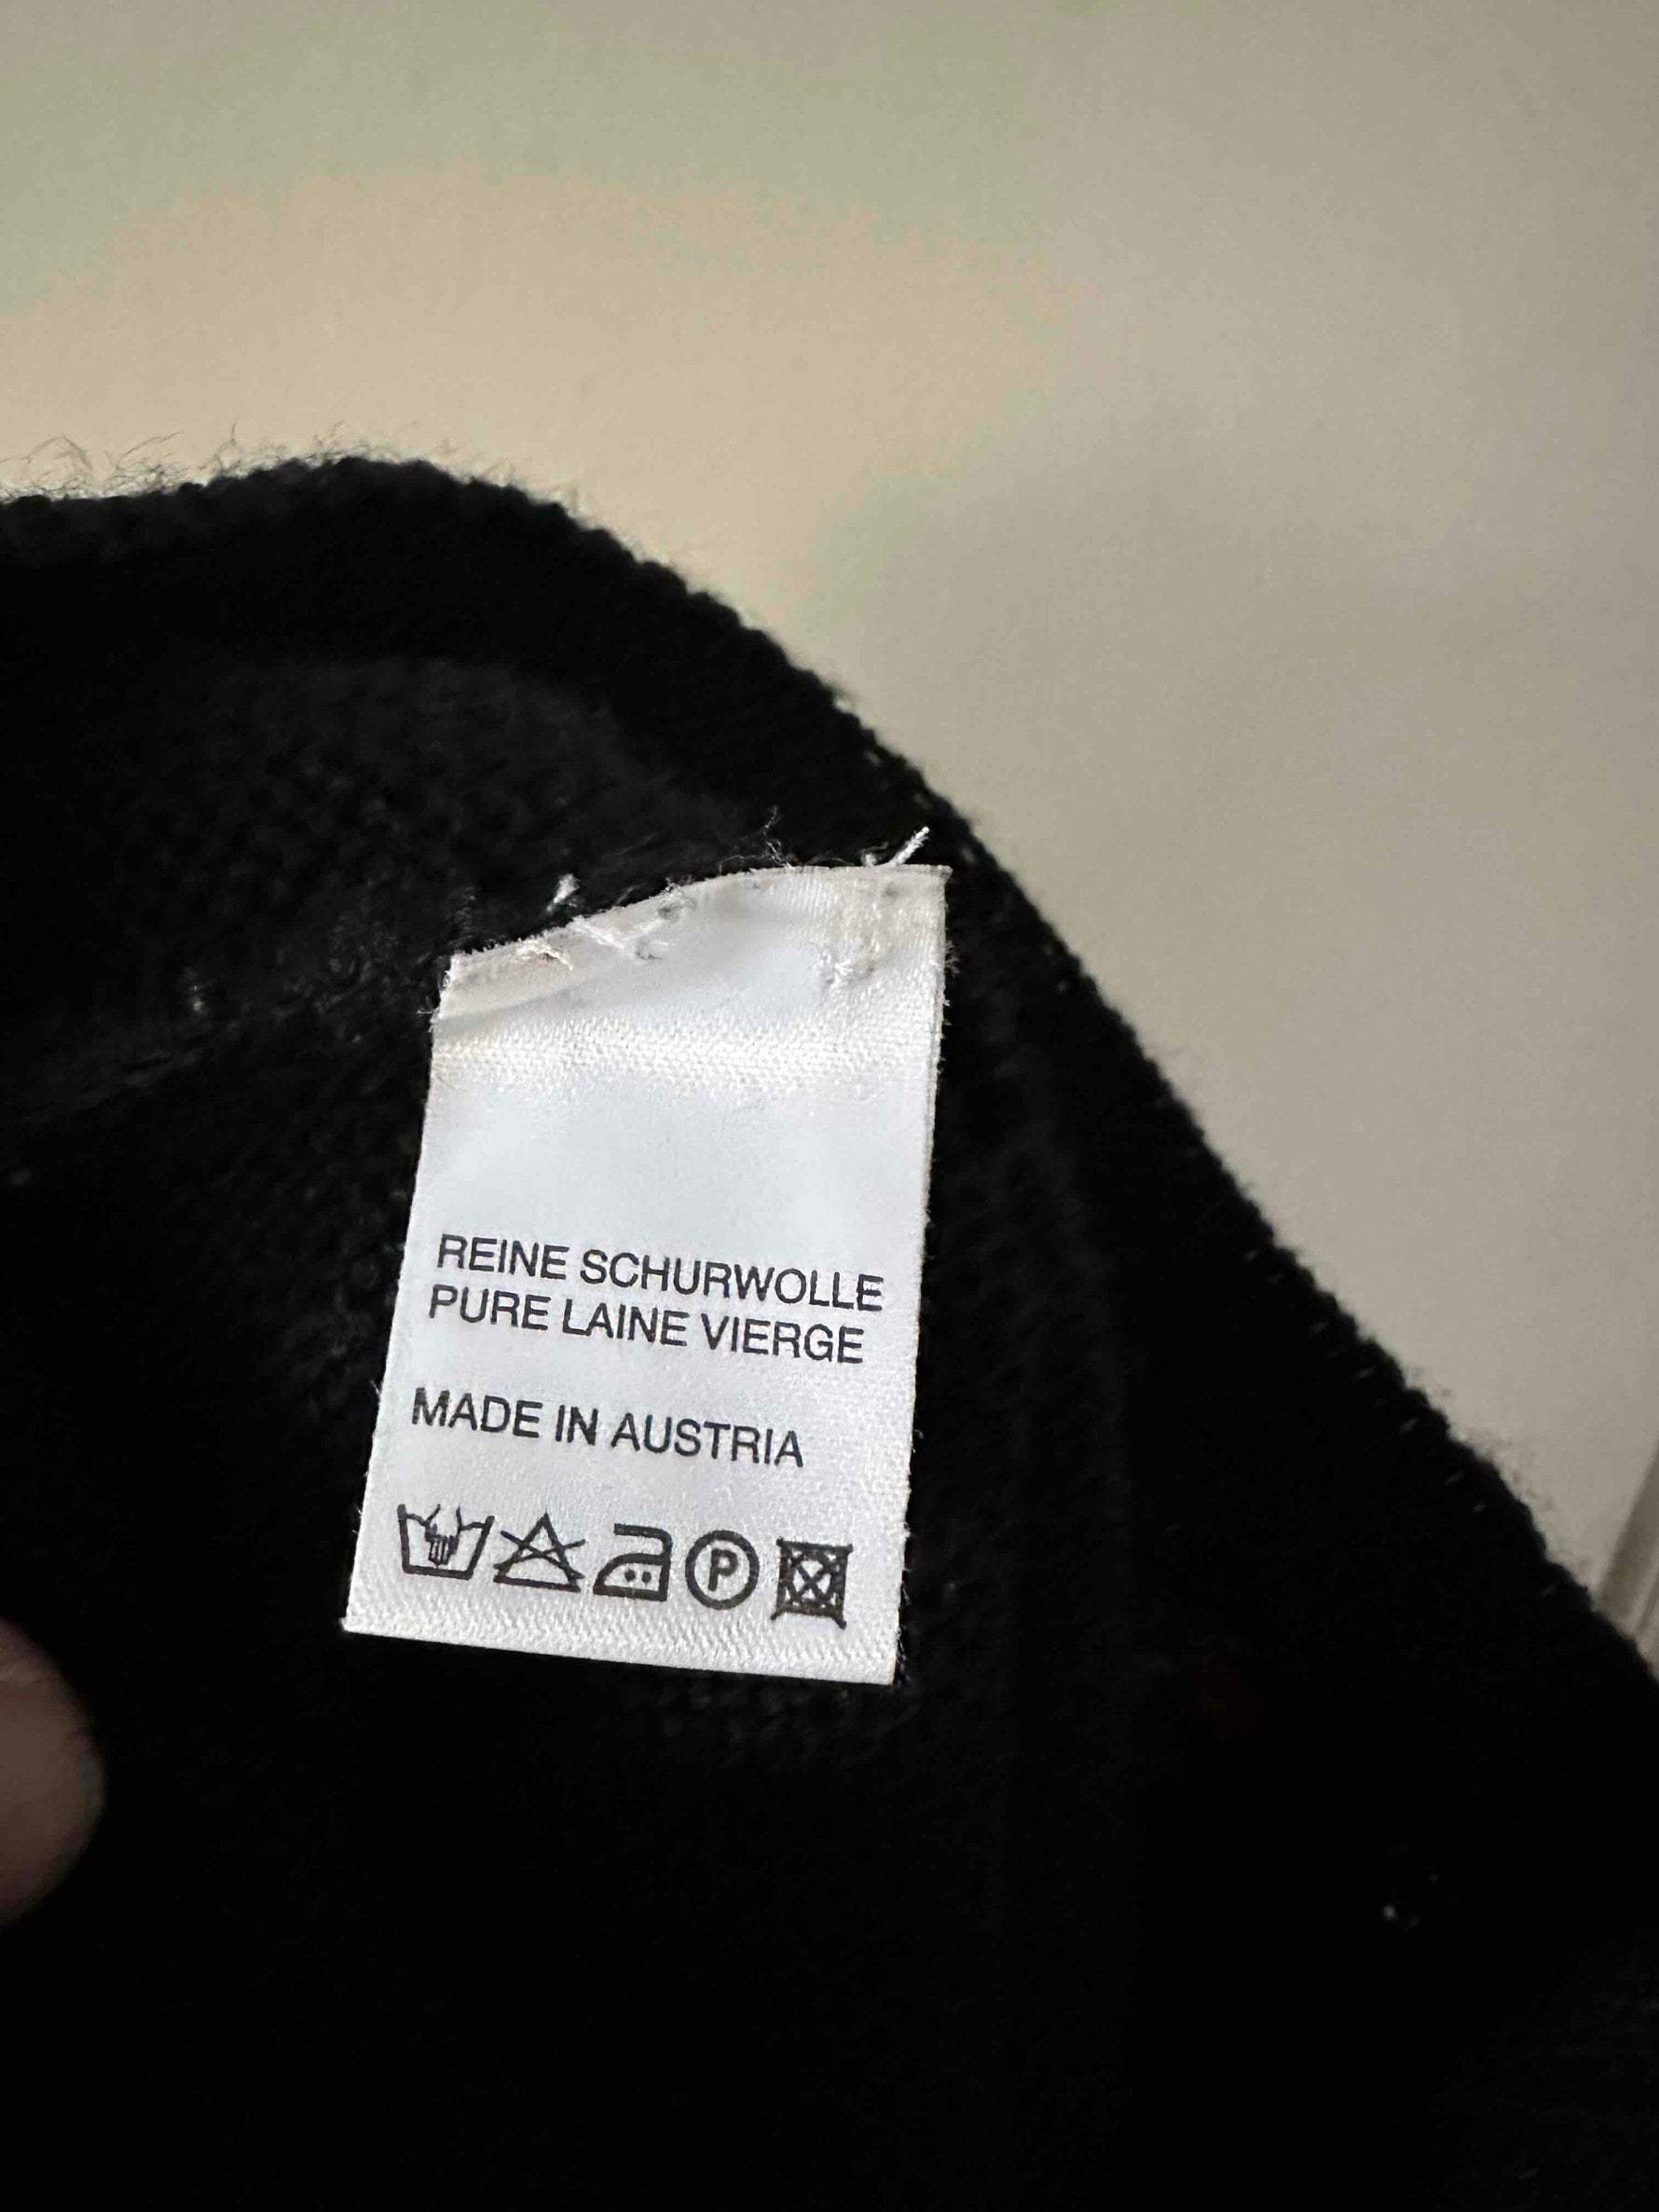 REINE SCHURWOLLE
PURE LAINE VIERGE
MADE IN AUSTRIA
P